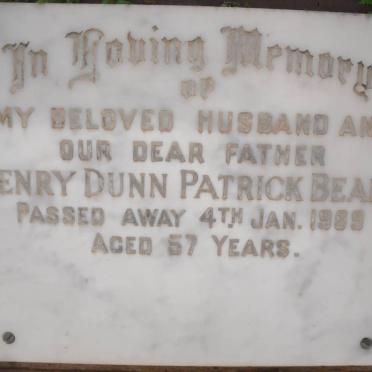 In Loving Memory
of
MY BELOVED HUSBAND AN
OUR DEAR FATHER
ENRY DUNN PATRICK BEA
PASSED AWAY 4TH JAN. 1989
AGED 57 YEARS.